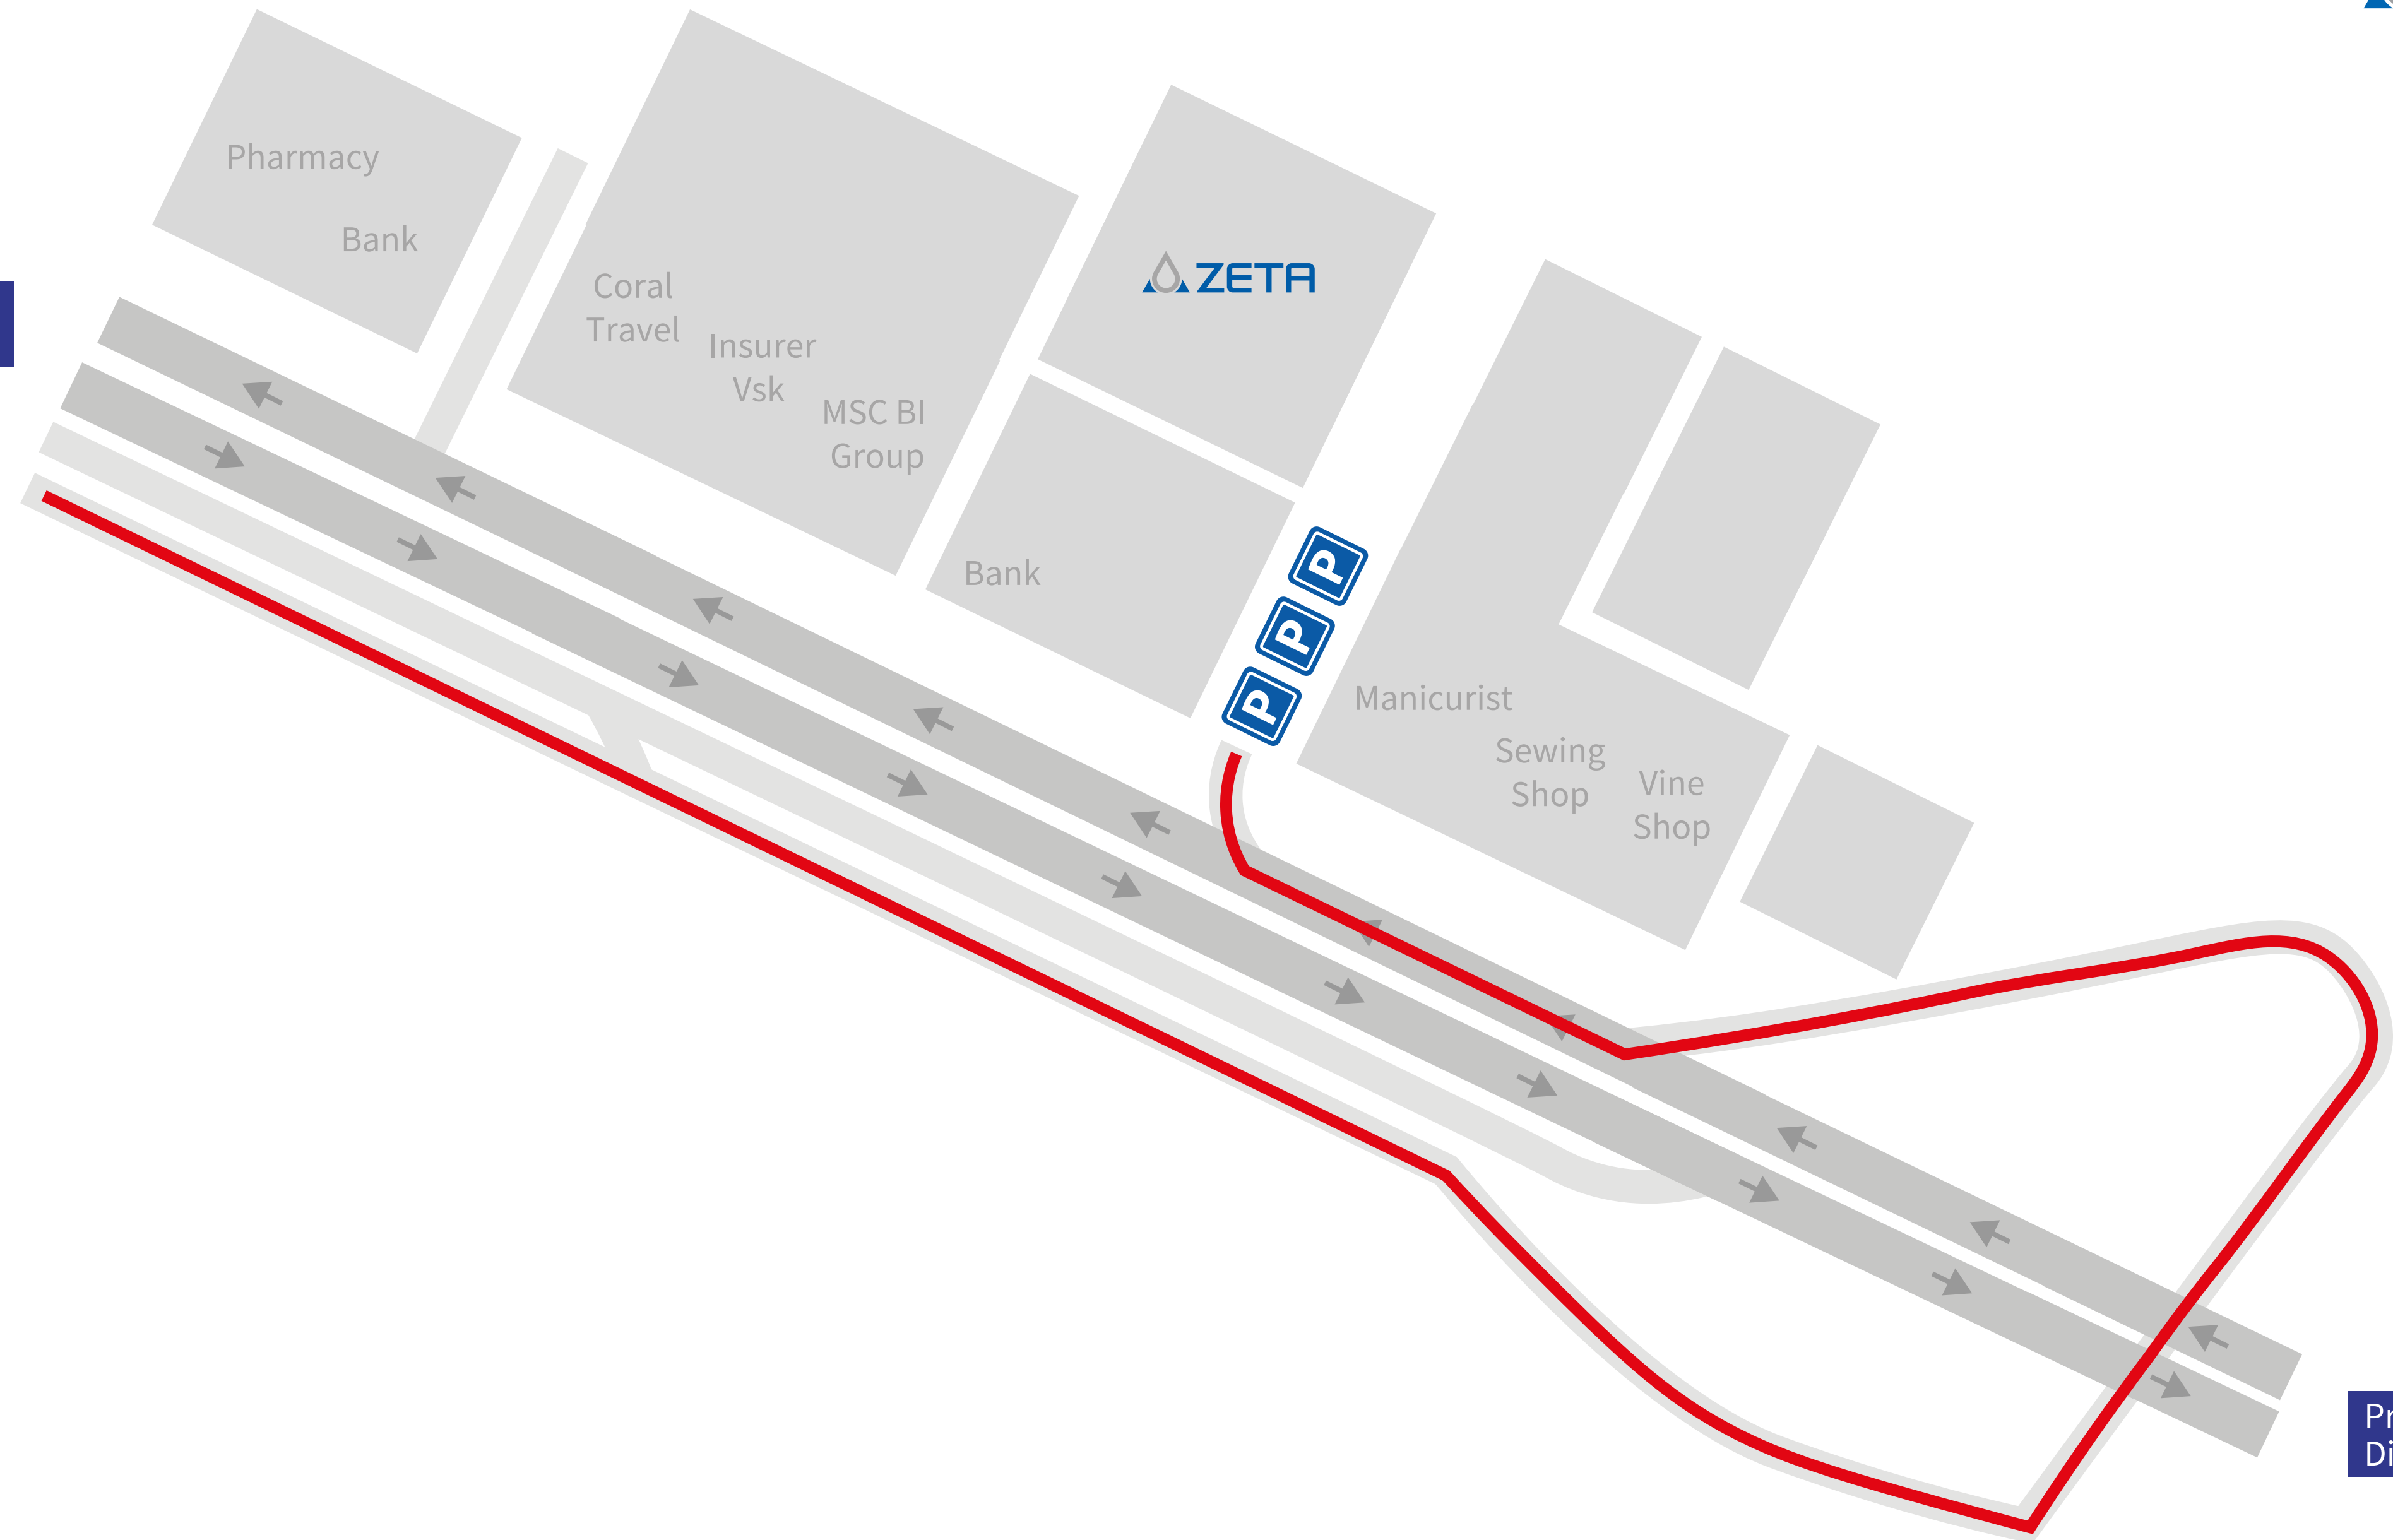 Pharmacy
Bank
Coral
Travel
Insurer
Vsk
MSC BI
Group
ZETA
Bank
P
P
P
Manicurist
Sewing
Shop
Vine
Shop